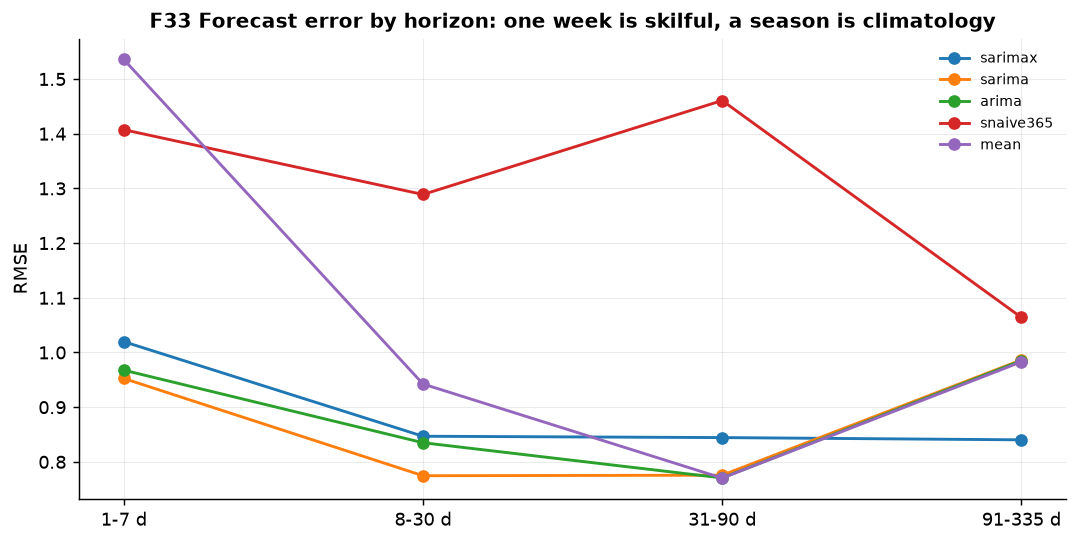 F33 Forecast error by horizon: one week is skilful, a season is climatology
sarimax
sarima
arima
snaive365
mean
RMSE
1.5
1.4
1.3
1.2
1.1
1.0
0.9
0.8
1-7 d
8-30 d
31-90 d
91-335 d